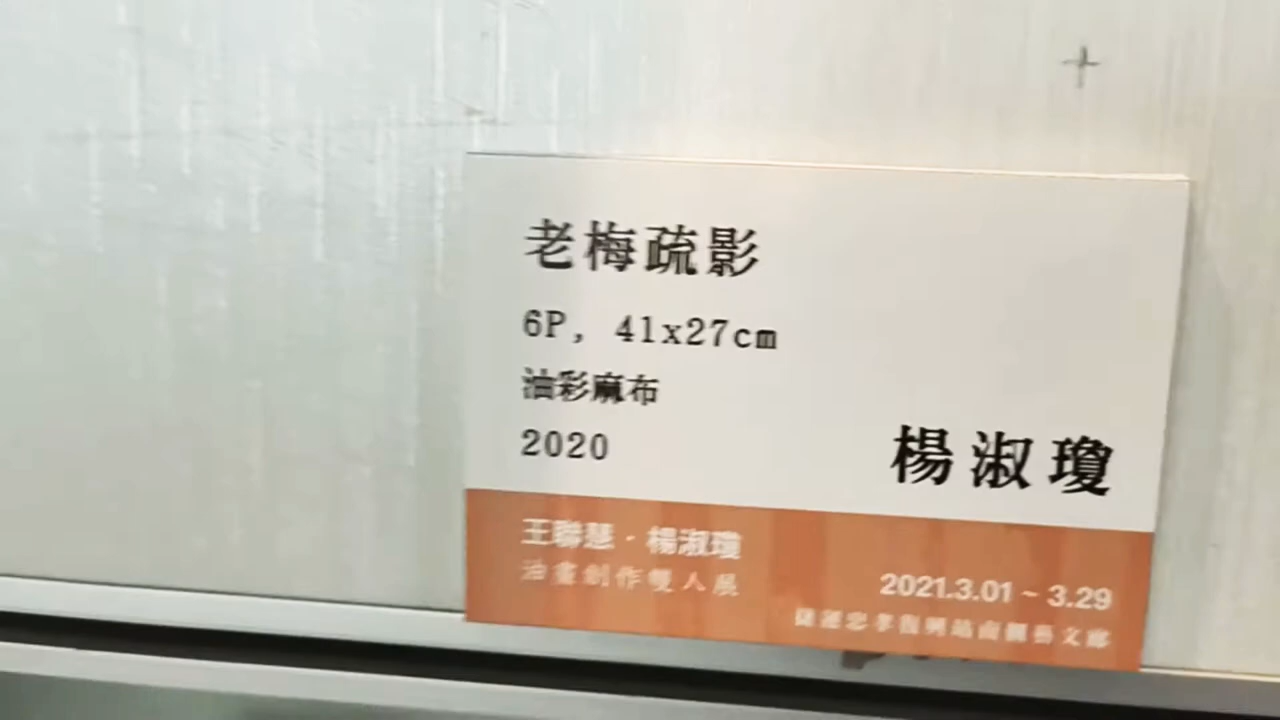 老梅疏影
6P, 41x27cm
油彩麻布
2020
楊淑瓊
王聯慧·楊淑瓊
油畫創作雙人展
2021.3.01 ~ 3.29
捷運忠孝復興站南側藝文廊